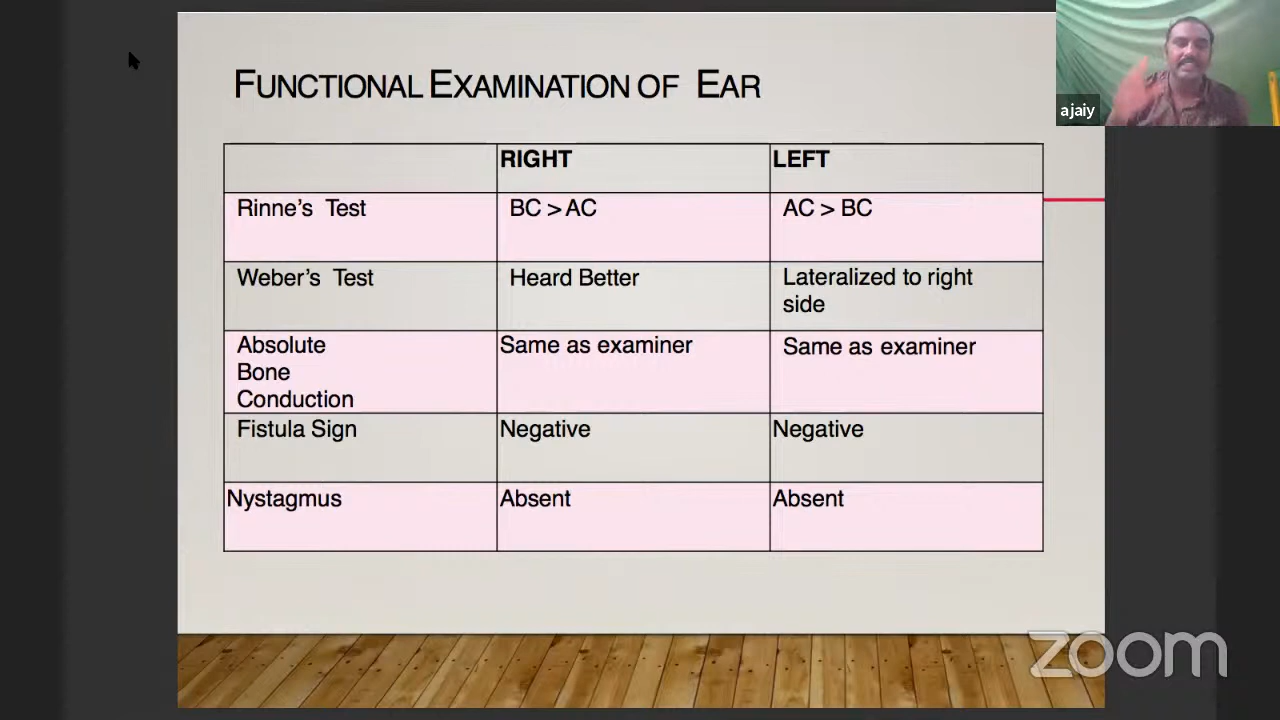 FUNCTIONAL EXAMINATION OF EAR
ajaiy
RIGHT LEFT
Rinne's Test BC > AC AC > BC
Weber's Test Heard Better Lateralized to right
side
Absolute Same as examiner Same as examiner
Bone
Conduction
Fistula Sign Negative Negative
Nystagmus Absent Absent
zoom